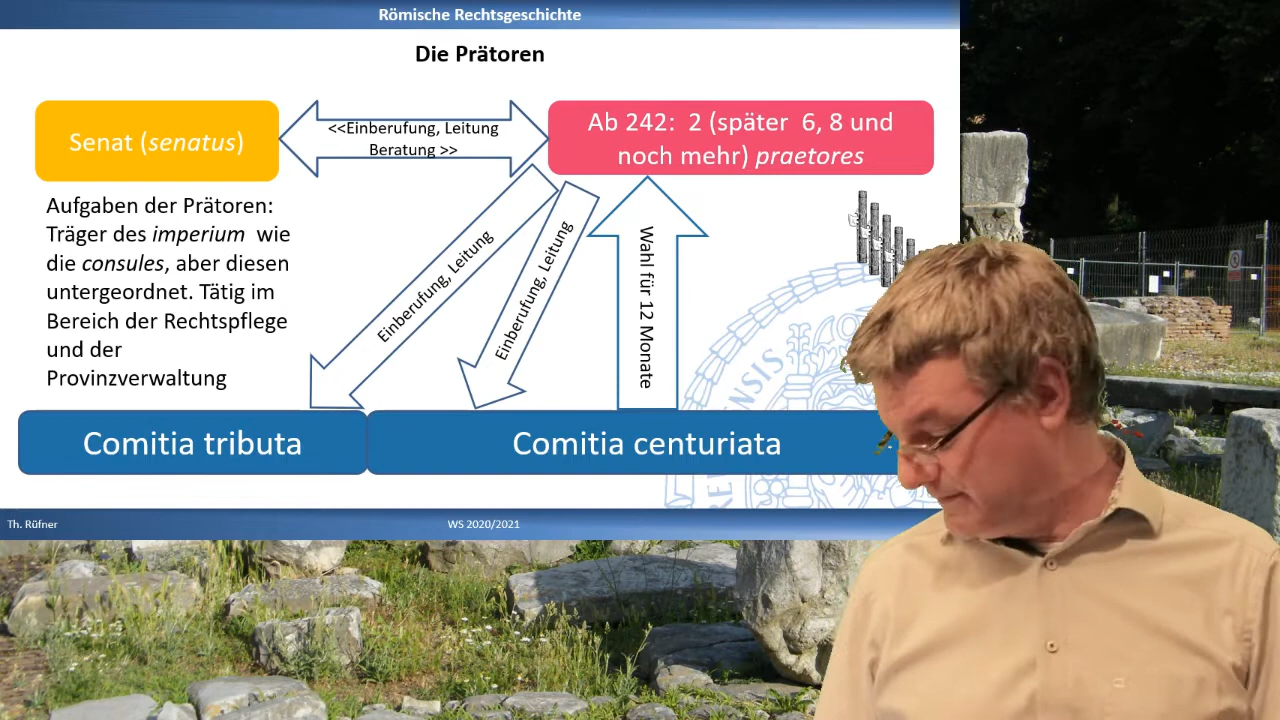 Römische Rechtsgeschichte
Die Prätoren
Senat (senatus)
<<Einberufung, Leitung
Beratung >>
Ab 242: 2 (später 6, 8 und
noch mehr) praetores
Aufgaben der Prätoren:
Träger des imperium wie
die consules, aber diesen
untergeordnet. Tätig im
Bereich der Rechtspflege
und der
Provinzverwaltung
Einberufung, Leitung
Einberufung, Leitung
Wahl für 12 Monate
Comitia tributa
Comitia centuriata
Th. Rüfner
WS 2020/2021